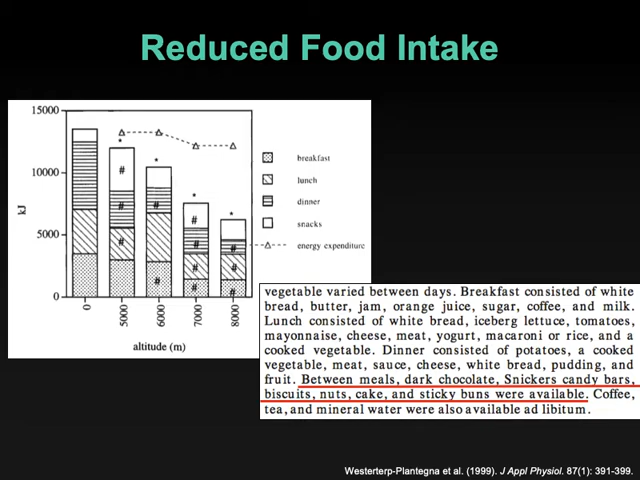 Reduced Food Intake
15000
10000
5000
0
kJ
*
*
*
*
#
#
#
#
#
#
#
#
#
#
#
#
0
5000
6000
7000
8000
altitude (m)
breakfast
lunch
dinner
snacks
energy expenditure
vegetable varied between days. Breakfast consisted of white
bread, butter, jam, orange juice, sugar, coffee, and milk.
Lunch consisted of white bread, iceberg lettuce, tomatoes,
mayonnaise, cheese, meat, yogurt, macaroni or rice, and a
cooked vegetable. Dinner consisted of potatoes, a cooked
vegetable, meat, sauce, cheese, white bread, pudding, and
fruit. Between meals, dark chocolate, Snickers candy bars,
biscuits, nuts, cake, and sticky buns were available. Coffee,
tea, and mineral water were also available ad libitum.
Westerterp-Plantegna et al. (1999). J Appl Physiol. 87(1): 391-399.